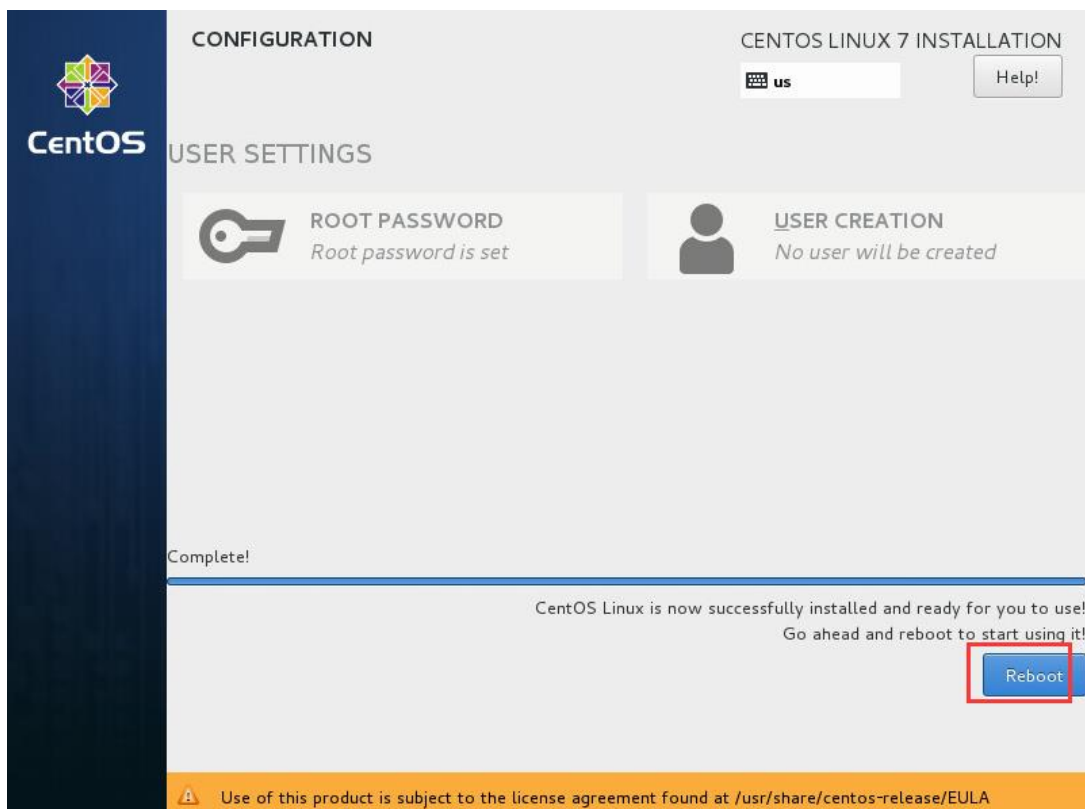 CONFIGURATION
CENTOS LINUX 7 INSTALLATION
us
Help!
CentOS
USER SETTINGS
ROOT PASSWORD
Root password is set
USER CREATION
No user will be created
Complete!
CentOS Linux is now successfully installed and ready for you to use!
Go ahead and reboot to start using it!
Reboot
Use of this product is subject to the license agreement found at /usr/share/centos-release/EULA